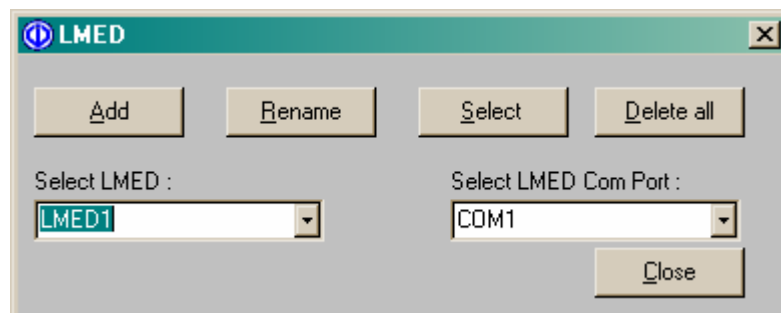 LMED
Add Rename Select Delete all
Select LMED : Select LMED Com Port :
LMED1 COM1
Close